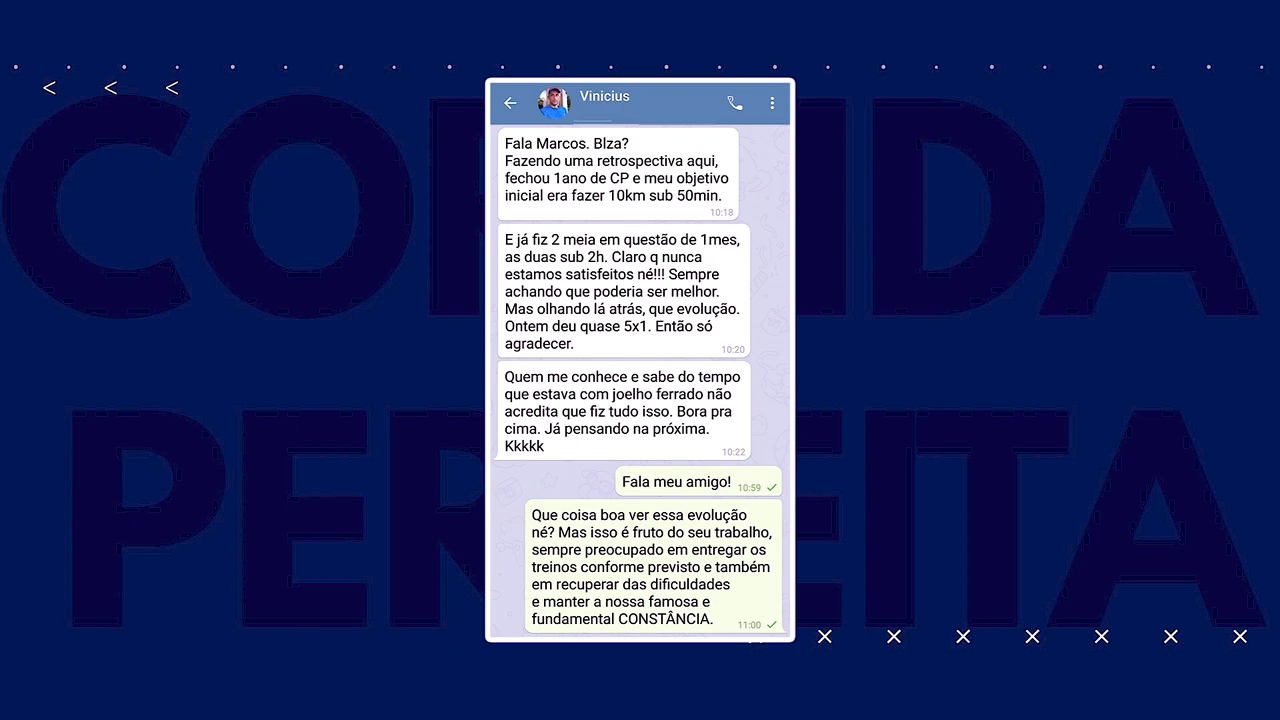 CORRIDA
PERFEITA
Vinicius
Fala Marcos. Blza?
Fazendo uma retrospectiva aqui,
fechou 1ano de CP e meu objetivo
inicial era fazer 10km sub 50min.
10:18
E já fiz 2 meia em questão de 1mes,
as duas sub 2h. Claro q nunca
estamos satisfeitos né!!! Sempre
achando que poderia ser melhor.
Mas olhando lá atrás, que evolução.
Ontem deu quase 5x1. Então só
agradecer.
10:20
Quem me conhece e sabe do tempo
que estava com joelho ferrado não
acredita que fiz tudo isso. Bora pra
cima. Já pensando na próxima.
Kkkkk
10:22
Fala meu amigo! 10:59
Que coisa boa ver essa evolução
né? Mas isso é fruto do seu trabalho,
sempre preocupado em entregar os
treinos conforme previsto e também
em recuperar das dificuldades
e manter a nossa famosa e
fundamental CONSTÂNCIA.
11:00